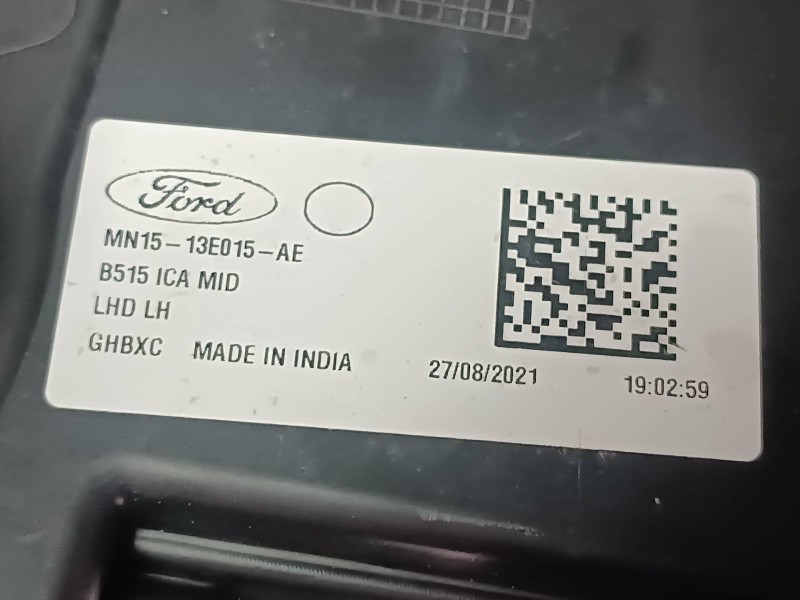 Ford
MN15-13E015-AE
B515 ICA MID
LHD LH
GHBXC MADE IN INDIA 27/08/2021 19:02:59